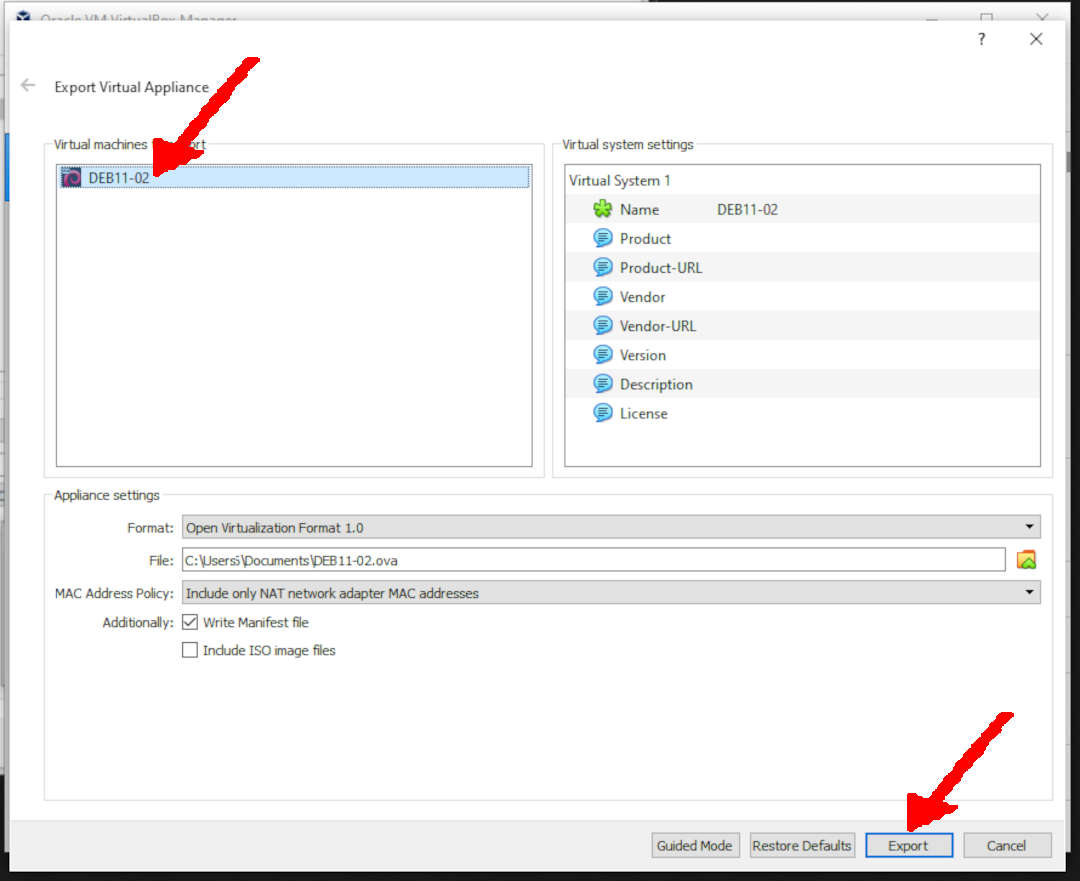 Oracle VM VirtualBox Manager
?
Export Virtual Appliance
Virtual machines
ort
DEB11-02
Virtual system settings
Virtual System 1
Name DEB11-02
Product
Product-URL
Vendor
Vendor-URL
Version
Description
License
Appliance settings
Format: Open Virtualization Format 1.0
File: C:\Users\Documents\DEB11-02.ova
MAC Address Policy: Include only NAT network adapter MAC addresses
Additionally: Write Manifest file
Include ISO image files
Guided Mode Restore Defaults Export Cancel